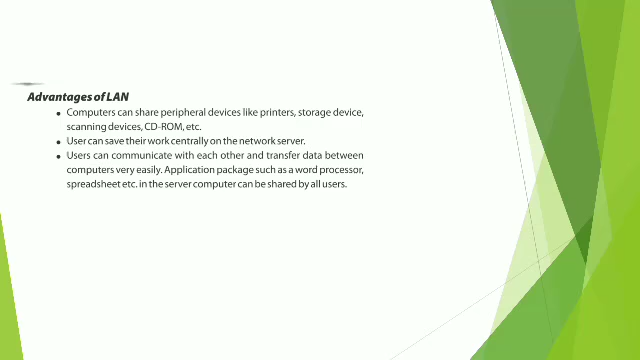 Advantages of LAN
• Computers can share peripheral devices like printers, storage device,
scanning devices, CD-ROM, etc.
• User can save their work centrally on the network server.
• Users can communicate with each other and transfer data between
computers very easily. Application package such as a word processor,
spreadsheet etc. in the server computer can be shared by all users.